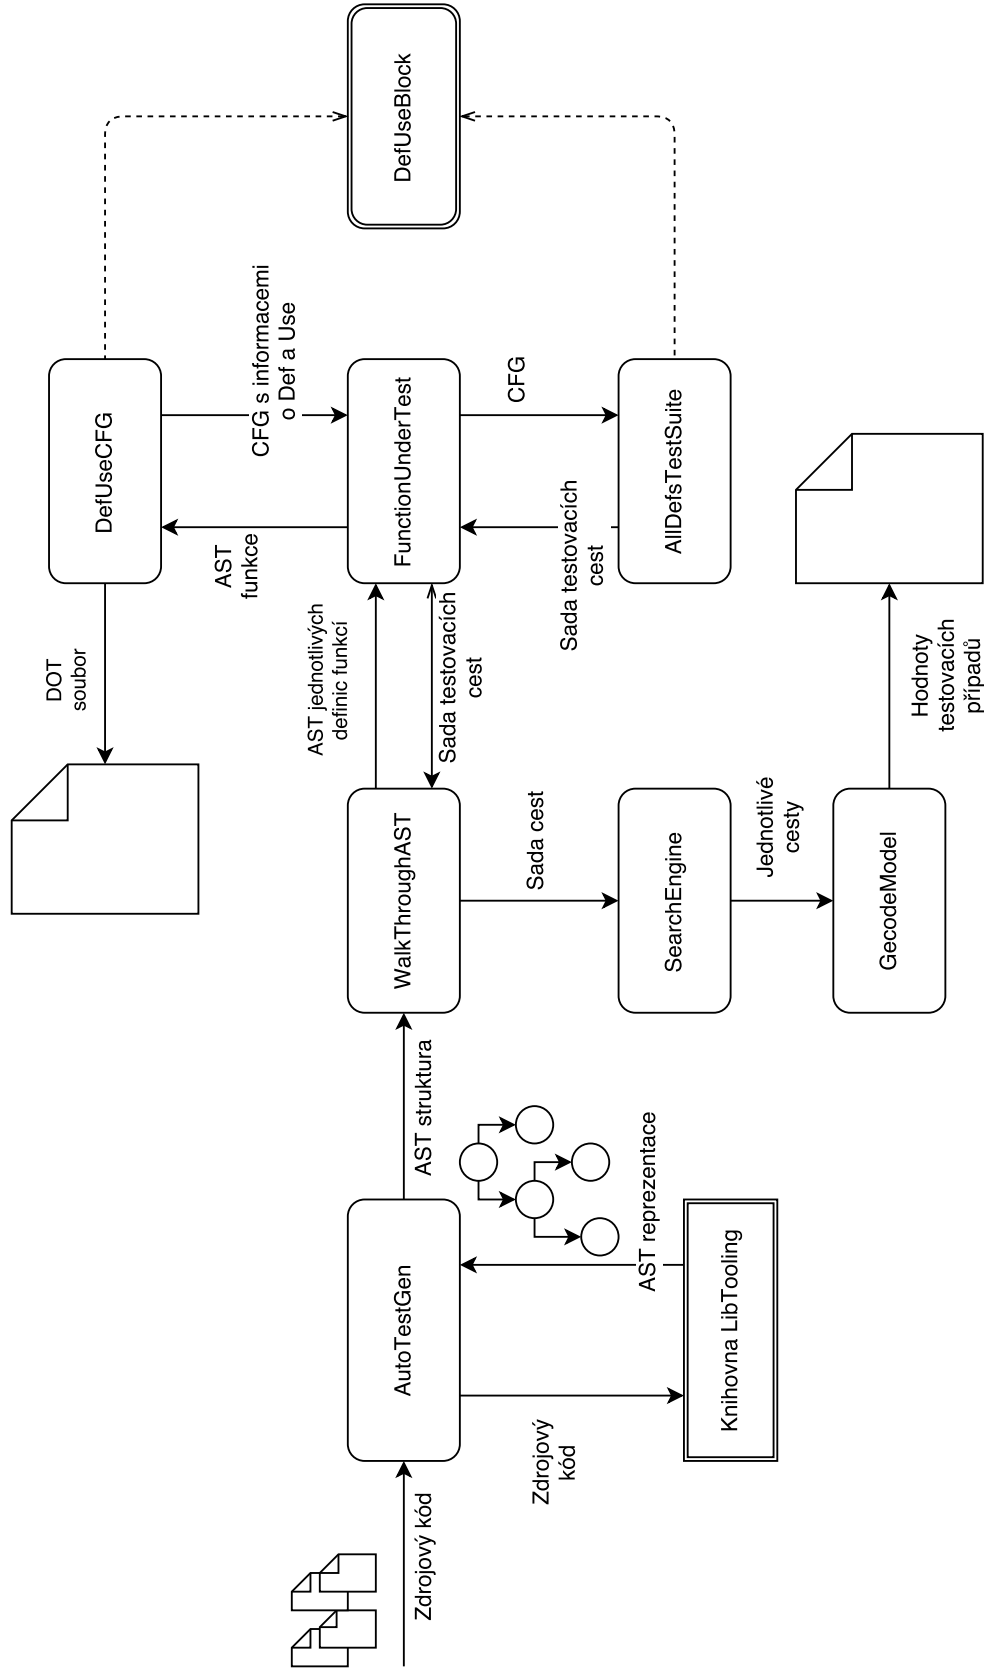 DOT
soubor
DefUseCFG
AST
funkce
CFG s informacemi
o Def a Use
DefUseBlock
AST jednotlivých
definic funkcí
FunctionUnderTest
Sada testovacích
cest
CFG
Sada testovacích
cest
AllDefsTestSuite
Zdrojový kód
AutoTestGen
AST struktura
WalkThroughAST
Zdrojový
kód
AST reprezentace
Knihovna LibTooling
Sada cest
SearchEngine
Jednotlivé
cesty
GecodeModel
Hodnoty
testovacích
případů